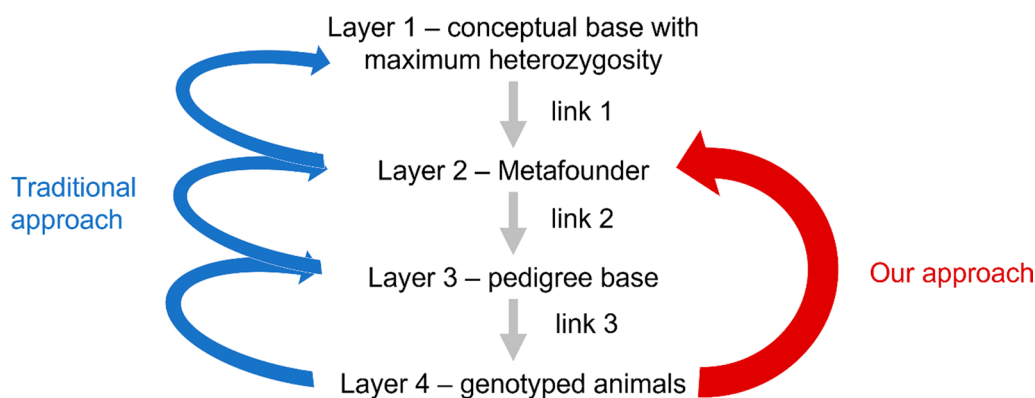 Layer 1 – conceptual base with
maximum heterozygosity
link 1
Layer 2 – Metafounder
Traditional
approach
link 2
Layer 3 – pedigree base
Our approach
link 3
Layer 4 – genotyped animals